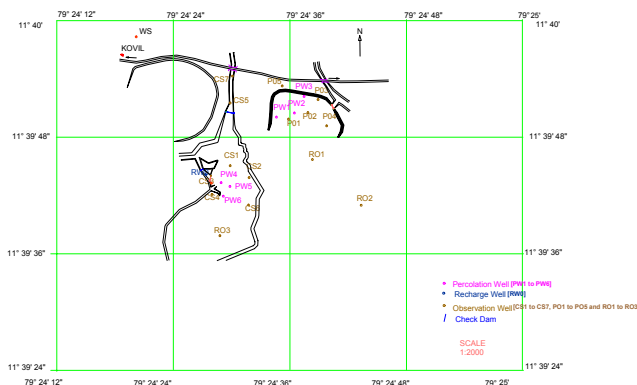 79° 24' 12" 79° 24' 24" 79° 24' 36" 79° 24' 48" 79° 25'
11° 40' 11° 40'
WS
N
KOVIL
CS7 PO5 PW3
CS5 PO3
PW2
PW1 PO2
PO1 PO4
11° 39'48" 11° 39' 48"
RO1
CS1
RW CS2
PW4
CS3 PW5
CS4 PW6 CS6 RO2
RO3
11° 39' 36" 11° 39' 36"
Percolation Well [PW1 to PW6]
Recharge Well [RW0]
Observation Well [CS1 to CS7, PO1 to PO5 and RO1 to RO3
Check Dam
SCALE
1:2000
11° 39' 24" 11° 39' 24"
79° 24' 12" 79° 24' 24" 79° 24' 36" 79° 24' 48" 79° 25'